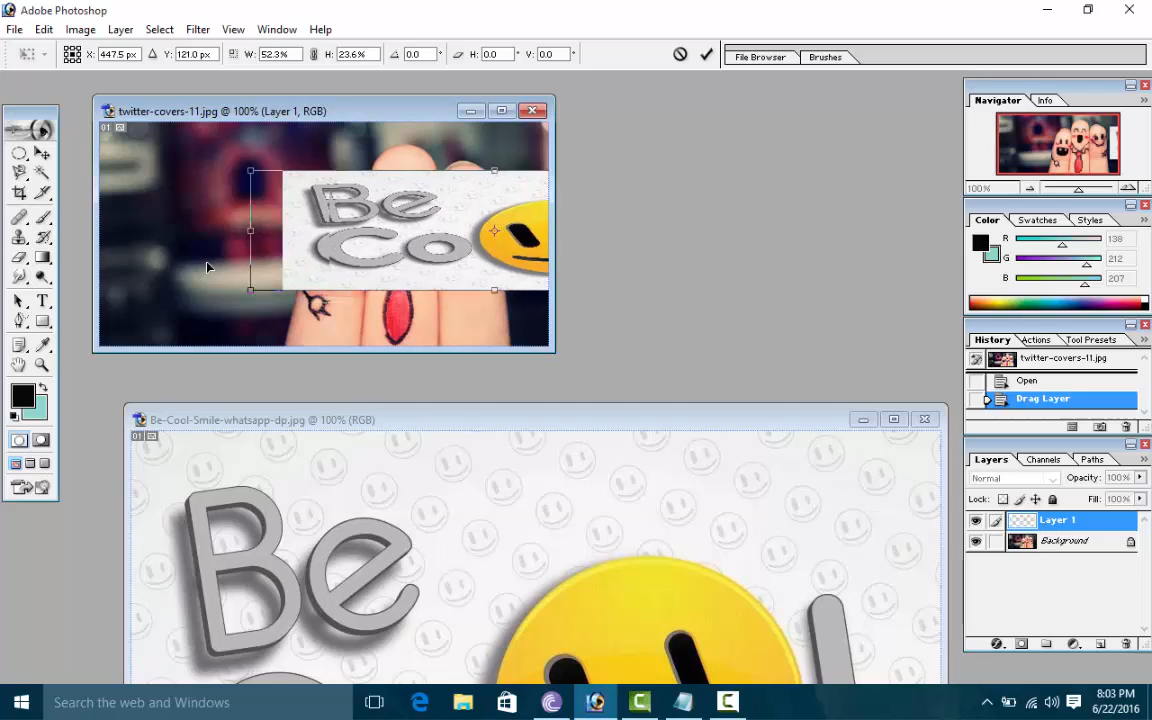 Adobe Photoshop
File Edit Image Layer Select Filter View Window Help
X: 447.5 px Y: 121.0 px W: 52.3% H: 23.6% 0.0 ° H: 0.0 ° V: 0.0 °
File Browser Brushes
twitter-covers-11.jpg @ 100% (Layer 1, RGB)
01
Be
Co
Navigator Info
100%
Color Swatches Styles
R 138
G 212
B 207
History Actions Tool Presets
twitter-covers-11.jpg
Open
Drag Layer
Be-Cool-Smile-whatsapp-dp.jpg @ 100% (RGB)
01
Be
l
Layers Channels Paths
Normal Opacity: 100%
Lock: Fill: 100%
Layer 1
Background
T
Search the web and Windows
8:03 PM
6/22/2016